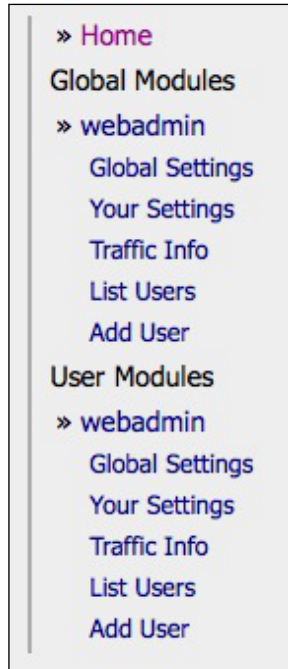 » Home
Global Modules
» webadmin
Global Settings
Your Settings
Traffic Info
List Users
Add User
User Modules
» webadmin
Global Settings
Your Settings
Traffic Info
List Users
Add User